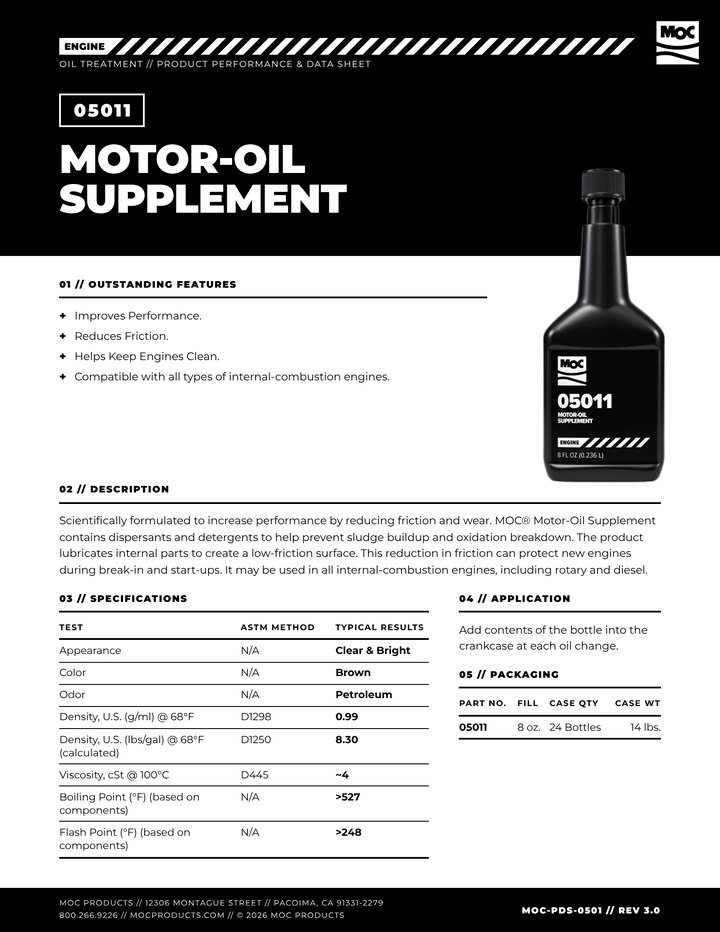 ENGINE
MOC
OIL TREATMENT // PRODUCT PERFORMANCE & DATA SHEET
05011
MOTOR-OIL
SUPPLEMENT
01 // OUTSTANDING FEATURES
+ Improves Performance.
+ Reduces Friction.
+ Helps Keep Engines Clean.
+ Compatible with all types of internal-combustion engines.
MOC
05011
MOTOR-OIL
SUPPLEMENT
ENGINE
8 FL OZ (0.236 L)
02 // DESCRIPTION
Scientifically formulated to increase performance by reducing friction and wear. MOC® Motor-Oil Supplement
contains dispersants and detergents to help prevent sludge buildup and oxidation breakdown. The product
lubricates internal parts to create a low-friction surface. This reduction in friction can protect new engines
during break-in and start-ups. It may be used in all internal-combustion engines, including rotary and diesel.
03 // SPECIFICATIONS
TEST ASTM METHOD TYPICAL RESULTS
Appearance N/A Clear & Bright
Color N/A Brown
Odor N/A Petroleum
Density, U.S. (g/ml) @ 68°F D1298 0.99
Density, U.S. (lbs/gal) @ 68°F D1250 8.30
(calculated)
Viscosity, cSt @ 100°C D445 ~4
Boiling Point (°F) (based on N/A >527
components)
Flash Point (°F) (based on N/A >248
components)
04 // APPLICATION
Add contents of the bottle into the
crankcase at each oil change.
05 // PACKAGING
PART NO. FILL CASE QTY CASE WT
05011 8 oz. 24 Bottles 14 lbs.
MOC PRODUCTS // 12306 MONTAGUE STREET // PACOIMA, CA 91331-2279
800.266.9226 // MOCPRODUCTS.COM // © 2026 MOC PRODUCTS
MOC-PDS-0501 // REV 3.0